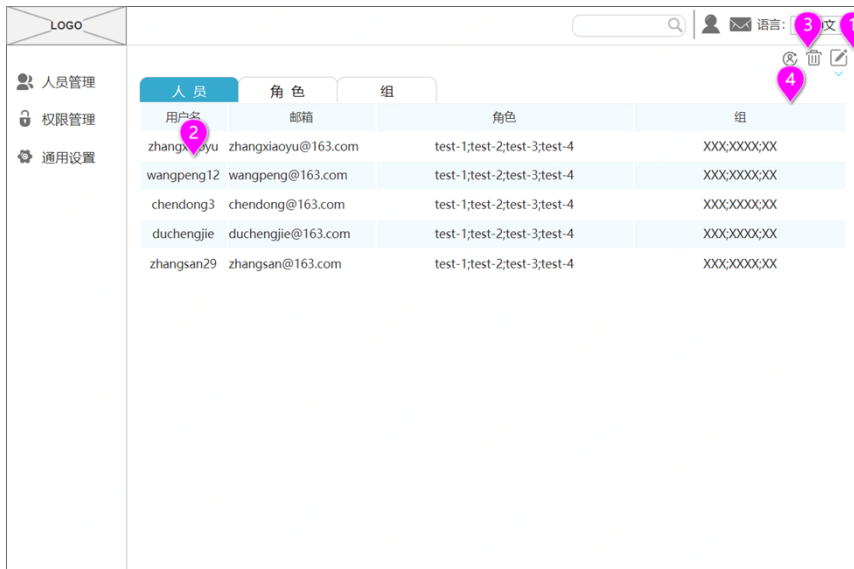 LOGO
语言:
文
3
1
4
人员管理
权限管理
通用设置
人 员 角 色 组
用户名 邮箱 角色 组
2
zhangxiaoyu zhangxiaoyu@163.com test-1;test-2;test-3;test-4 XXX;XXXX;XX
wangpeng12 wangpeng@163.com test-1;test-2;test-3;test-4 XXX;XXXX;XX
chendong3 chendong@163.com test-1;test-2;test-3;test-4 XXX;XXXX;XX
duchengjie duchengjie@163.com test-1;test-2;test-3;test-4 XXX;XXXX;XX
zhangsan29 zhangsan@163.com test-1;test-2;test-3;test-4 XXX;XXXX;XX